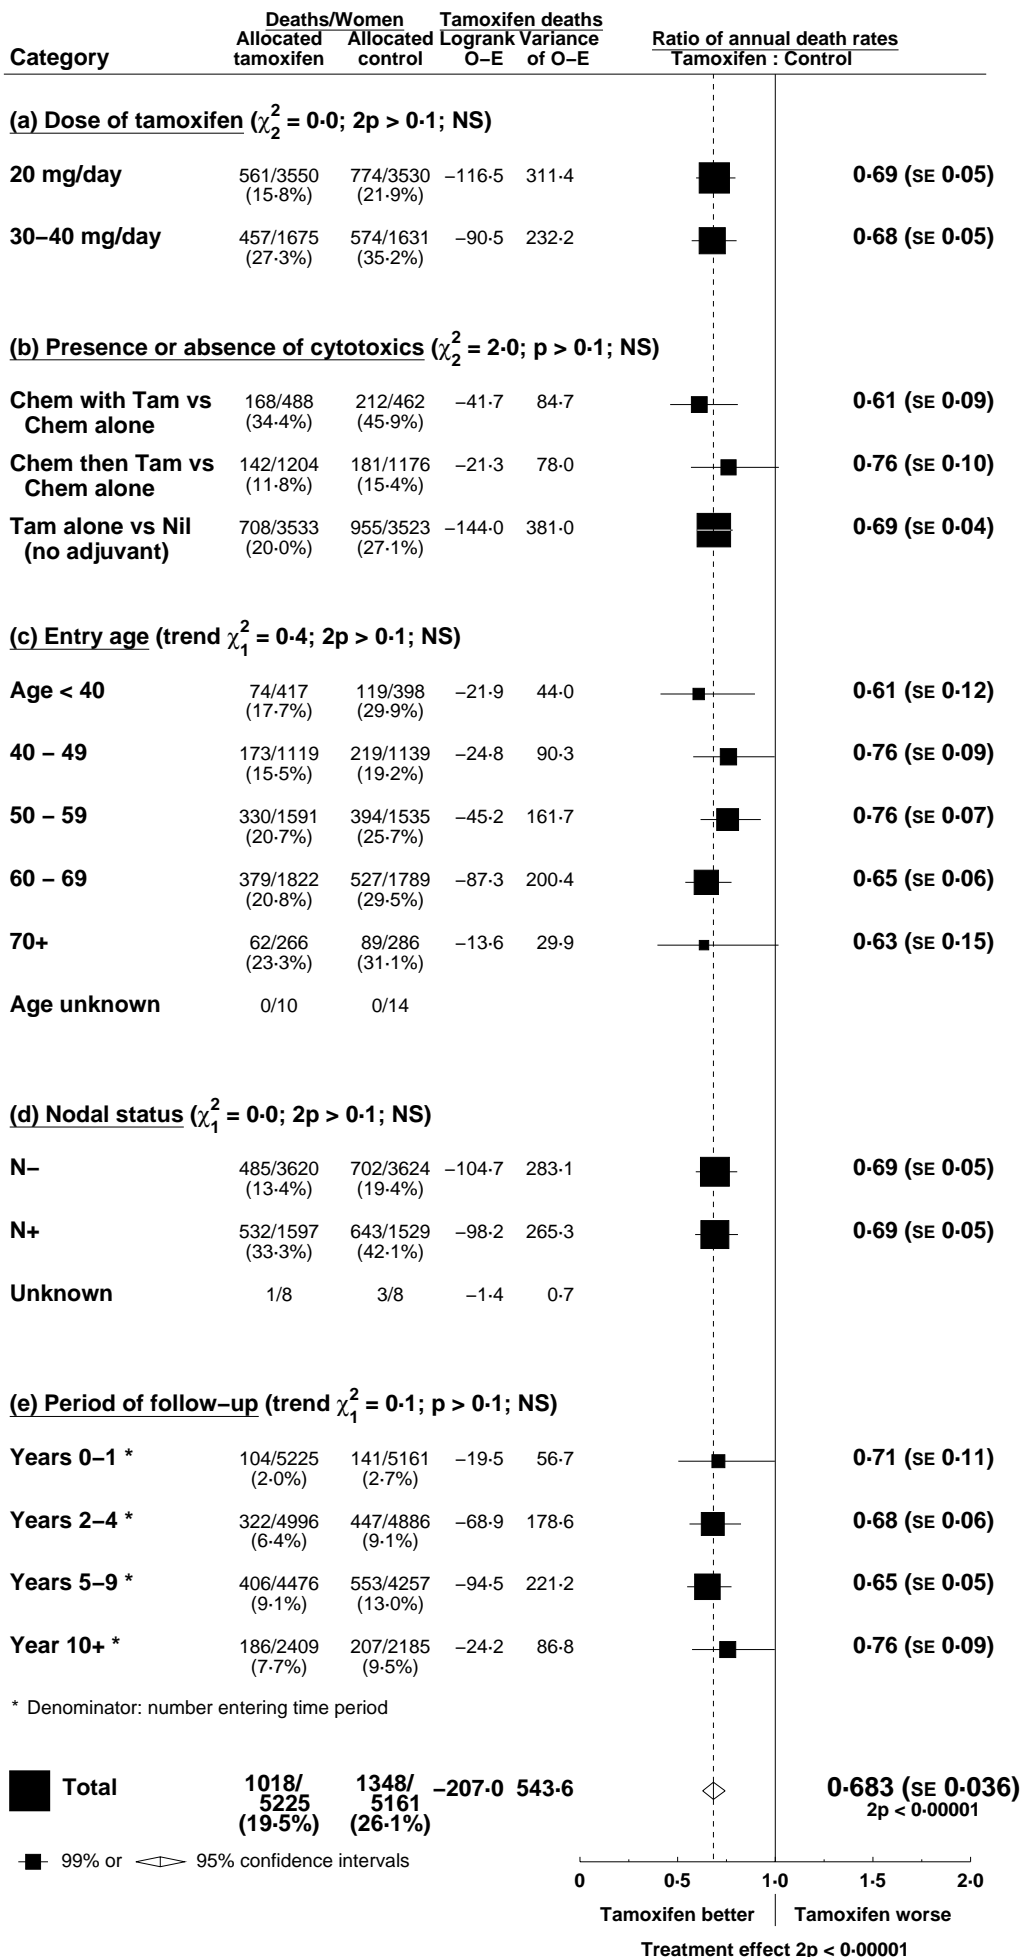 Deaths/Women Tamoxifen deaths
Allocated Allocated Logrank Variance Ratio of annual death rates
Category tamoxifen control O–E of O–E Tamoxifen : Control
(a) Dose of tamoxifen (χ²₂ = 0·0; 2p > 0·1; NS)
20 mg/day 561/3550 774/3530 –116·5 311·4 0·69 (SE 0·05)
(15·8%) (21·9%)
30–40 mg/day 457/1675 574/1631 –90·5 232·2 0·68 (SE 0·05)
(27·3%) (35·2%)
(b) Presence or absence of cytotoxics (χ²₂ = 2·0; p > 0·1; NS)
Chem with Tam vs 168/488 212/462 –41·7 84·7 0·61 (SE 0·09)
Chem alone (34·4%) (45·9%)
Chem then Tam vs 142/1204 181/1176 –21·3 78·0 0·76 (SE 0·10)
Chem alone (11·8%) (15·4%)
Tam alone vs Nil 708/3533 955/3523 –144·0 381·0 0·69 (SE 0·04)
(no adjuvant) (20·0%) (27·1%)
(c) Entry age (trend χ²₁ = 0·4; 2p > 0·1; NS)
Age < 40 74/417 119/398 –21·9 44·0 0·61 (SE 0·12)
(17·7%) (29·9%)
40 – 49 173/1119 219/1139 –24·8 90·3 0·76 (SE 0·09)
(15·5%) (19·2%)
50 – 59 330/1591 394/1535 –45·2 161·7 0·76 (SE 0·07)
(20·7%) (25·7%)
60 – 69 379/1822 527/1789 –87·3 200·4 0·65 (SE 0·06)
(20·8%) (29·5%)
70+ 62/266 89/286 –13·6 29·9 0·63 (SE 0·15)
(23·3%) (31·1%)
Age unknown 0/10 0/14
(d) Nodal status (χ²₁ = 0·0; 2p > 0·1; NS)
N– 485/3620 702/3624 –104·7 283·1 0·69 (SE 0·05)
(13·4%) (19·4%)
N+ 532/1597 643/1529 –98·2 265·3 0·69 (SE 0·05)
(33·3%) (42·1%)
Unknown 1/8 3/8 –1·4 0·7
(e) Period of follow–up (trend χ²₁ = 0·1; p > 0·1; NS)
Years 0–1 * 104/5225 141/5161 –19·5 56·7 0·71 (SE 0·11)
(2·0%) (2·7%)
Years 2–4 * 322/4996 447/4886 –68·9 178·6 0·68 (SE 0·06)
(6·4%) (9·1%)
Years 5–9 * 406/4476 553/4257 –94·5 221·2 0·65 (SE 0·05)
(9·1%) (13·0%)
Year 10+ * 186/2409 207/2185 –24·2 86·8 0·76 (SE 0·09)
(7·7%) (9·5%)
* Denominator: number entering time period
Total 1018/ 1348/ –207·0 543·6 0·683 (SE 0·036)
5225 5161 2p < 0·00001
(19·5%) (26·1%)
99% or 95% confidence intervals
0 0·5 1·0 1·5 2·0
Tamoxifen better Tamoxifen worse
Treatment effect 2p < 0·00001